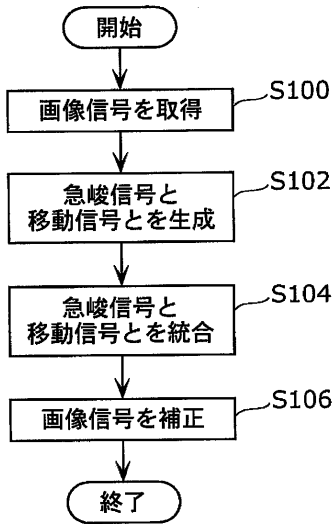 開始
画像信号を取得
S100
急峻信号と
移動信号とを生成
S102
急峻信号と
移動信号とを統合
S104
画像信号を補正
S106
終了